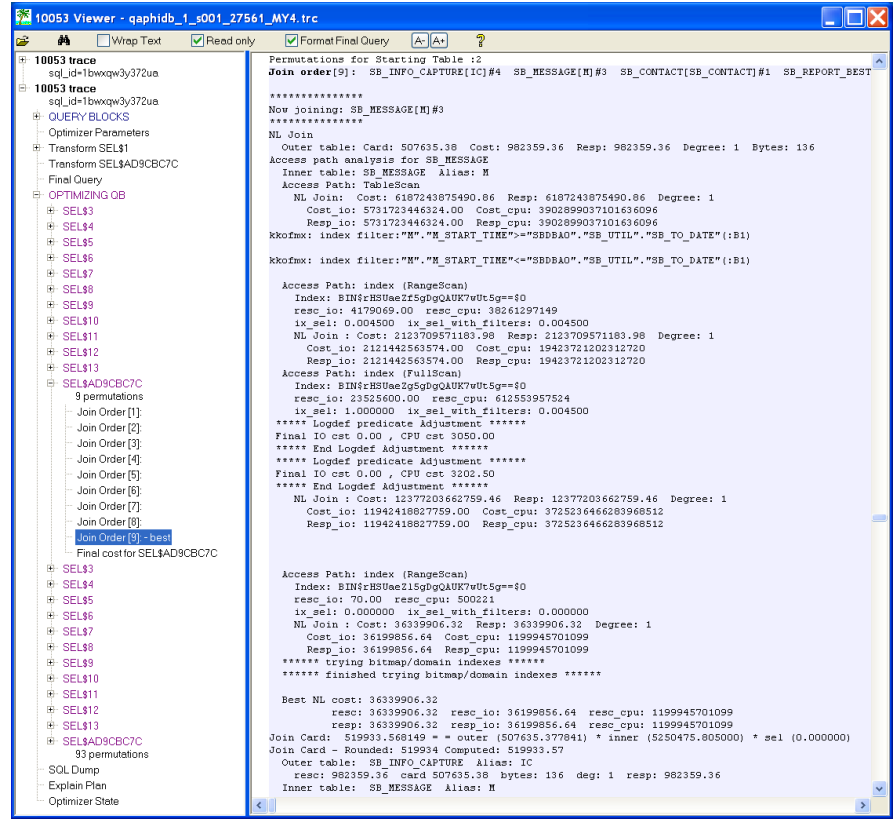 10053 Viewer - qaphidb_1_s001_27561_MY4.trc
Wrap Text Read only Format Final Query A- A+ ?
10053 trace
sql_id=1bwxqw3y372ua
10053 trace
sql_id=1bwxqw3y372ua
QUERY BLOCKS
Optimizer Parameters
Transform SEL$1
Transform SEL$AD9CBC7C
Final Query
OPTIMIZING QB
SEL$3
SEL$4
SEL$5
SEL$6
SEL$7
SEL$8
SEL$9
SEL$10
SEL$11
SEL$12
SEL$13
SEL$AD9CBC7C
9 permutations
Join Order [1]:
Join Order [2]:
Join Order [3]:
Join Order [4]:
Join Order [5]:
Join Order [6]:
Join Order [7]:
Join Order [8]:
Join Order [9]: - best
Final cost for SEL$AD9CBC7C
SEL$3
SEL$4
SEL$5
SEL$6
SEL$7
SEL$8
SEL$9
SEL$10
SEL$11
SEL$12
SEL$13
SEL$AD9CBC7C
93 permutations
SQL Dump
Explain Plan
Optimizer State
Permutations for Starting Table :2
Join order[9]: SB_INFO_CAPTURE[IC]#4 SB_MESSAGE[M]#3 SB_CONTACT[SB_CONTACT]#1 SB_REPORT_BEST
***************
Now joining: SB_MESSAGE[M]#3
***************
NL Join
Outer table: Card: 507635.38 Cost: 982359.36 Resp: 982359.36 Degree: 1 Bytes: 136
Access path analysis for SB_MESSAGE
Inner table: SB_MESSAGE Alias: M
Access Path: TableScan
NL Join: Cost: 6187243875490.86 Resp: 6187243875490.86 Degree: 1
Cost_io: 5731723446324.00 Cost_cpu: 3902899037101636096
Resp_io: 5731723446324.00 Resp_cpu: 3902899037101636096
kkofmx: index filter:"M"."M_START_TIME">="SBDBAO"."SB_UTIL"."SB_TO_DATE"(:B1)
kkofmx: index filter:"M"."M_START_TIME"<="SBDBAO"."SB_UTIL"."SB_TO_DATE"(:B1)
Access Path: index (RangeScan)
Index: BIN$rHSUaeZf5gDgQAUK7wUt5g==$0
resc_io: 4179069.00 resc_cpu: 38261297149
ix_sel: 0.004500 ix_sel_with_filters: 0.004500
NL Join : Cost: 2123709571183.98 Resp: 2123709571183.98 Degree: 1
Cost_io: 2121442563574.00 Cost_cpu: 19423721202312720
Resp_io: 2121442563574.00 Resp_cpu: 19423721202312720
Access Path: index (FullScan)
Index: BIN$rHSUaeZg5gDgQAUK7wUt5g==$0
resc_io: 23525600.00 resc_cpu: 612553957524
ix_sel: 1.000000 ix_sel_with_filters: 0.004500
***** Logdef predicate Adjustment ******
Final IO cst 0.00 , CPU cst 3050.00
***** End Logdef Adjustment ******
***** Logdef predicate Adjustment ******
Final IO cst 0.00 , CPU cst 3202.50
***** End Logdef Adjustment ******
NL Join : Cost: 12377203662759.46 Resp: 12377203662759.46 Degree: 1
Cost_io: 11942418827759.00 Cost_cpu: 3725236466283968512
Resp_io: 11942418827759.00 Resp_cpu: 3725236466283968512
Access Path: index (RangeScan)
Index: BIN$rHSUaeZl5gDgQAUK7wUt5g==$0
resc_io: 70.00 resc_cpu: 500221
ix_sel: 0.000000 ix_sel_with_filters: 0.000000
NL Join : Cost: 36339906.32 Resp: 36339906.32 Degree: 1
Cost_io: 36199856.64 Cost_cpu: 1199945701099
Resp_io: 36199856.64 Resp_cpu: 1199945701099
****** trying bitmap/domain indexes ******
****** finished trying bitmap/domain indexes ******
Best NL cost: 36339906.32
resc: 36339906.32 resc_io: 36199856.64 resc_cpu: 1199945701099
resp: 36339906.32 resp_io: 36199856.64 resc_cpu: 1199945701099
Join Card: 519933.568149 = = outer (507635.377841) * inner (5250475.805000) * sel (0.000000)
Join Card - Rounded: 519934 Computed: 519933.57
Outer table: SB_INFO_CAPTURE Alias: IC
resc: 982359.36 card 507635.38 bytes: 136 deg: 1 resp: 982359.36
Inner table: SB_MESSAGE Alias: M